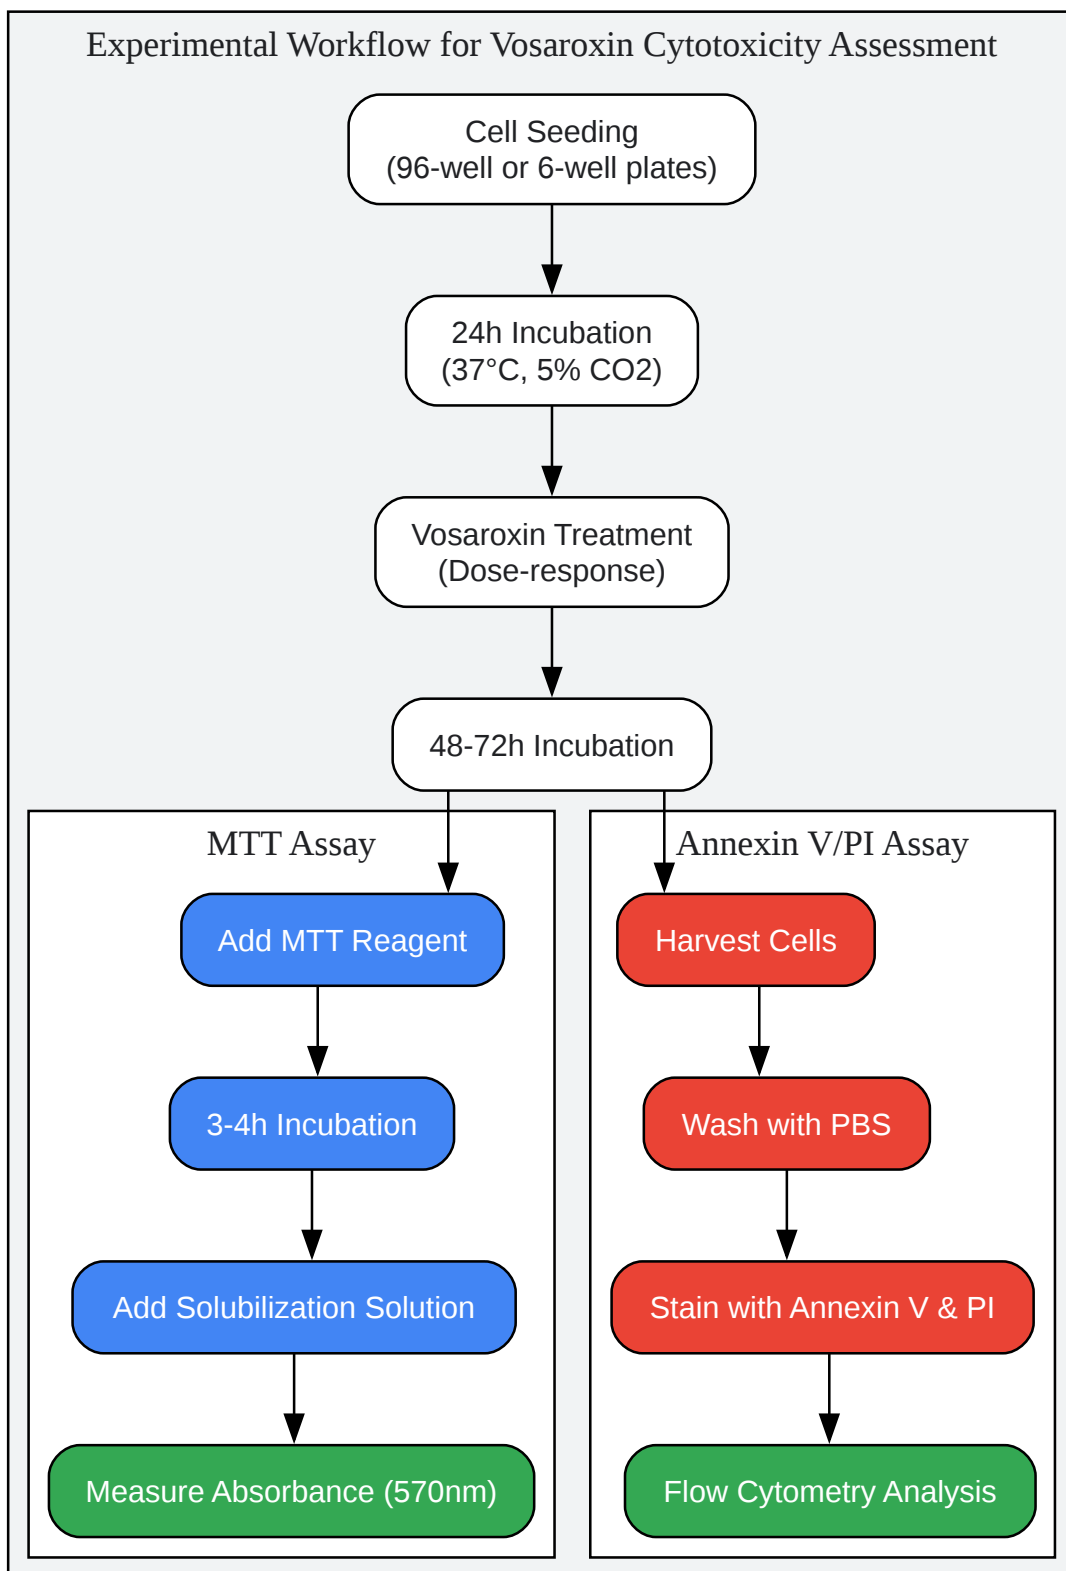 Experimental Workflow for Vosaroxin Cytotoxicity Assessment
Cell Seeding
(96-well or 6-well plates)
24h Incubation
(37°C, 5% CO2)
Vosaroxin Treatment
(Dose-response)
48-72h Incubation
MTT Assay
Add MTT Reagent
3-4h Incubation
Add Solubilization Solution
Measure Absorbance (570nm)
Annexin V/PI Assay
Harvest Cells
Wash with PBS
Stain with Annexin V & PI
Flow Cytometry Analysis